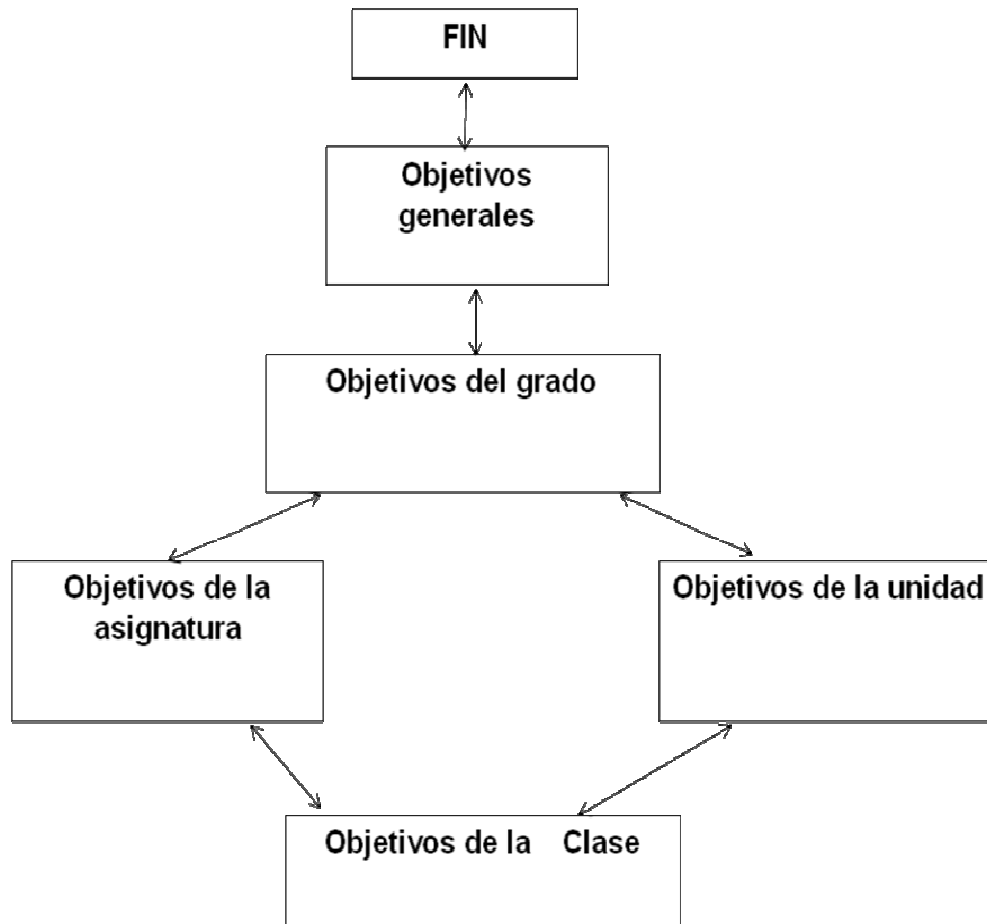 FIN
Objetivos
generales
Objetivos del grado
Objetivos de la
asignatura
Objetivos de la unidad
Objetivos de la Clase